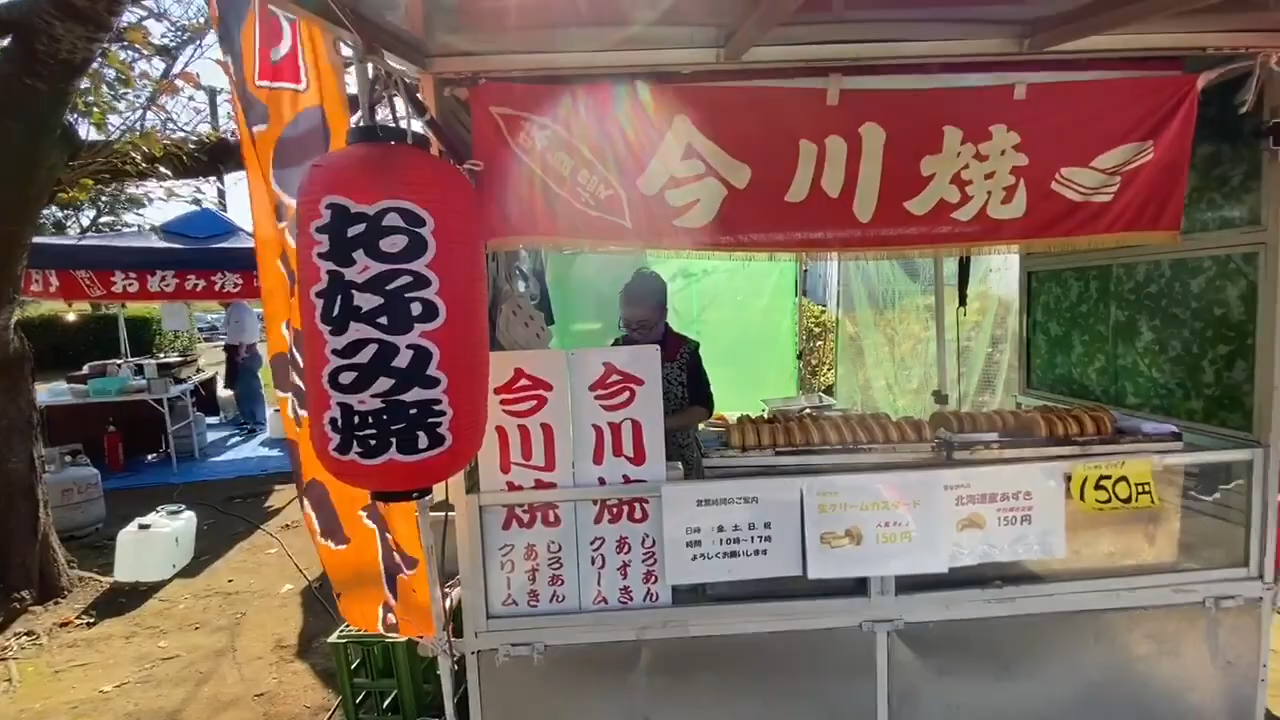 今川焼
お好み焼
お好み焼
今川焼
しろあん
あずき
クリーム
今川焼
しろあん
あずき
クリーム
営業時間のご案内
日時 : 金、土、日、祝
時間 : 10時〜17時
よろしくお願いします
生クリームカスタード
150円
北海道産あずき
150円
150円